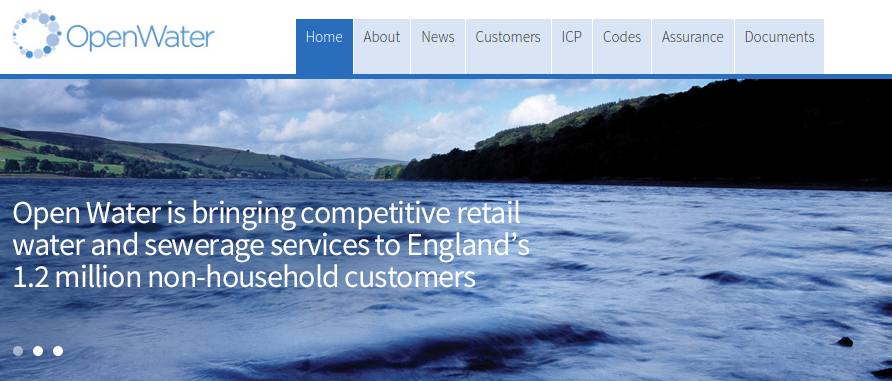 OpenWater
Home About News Customers ICP Codes Assurance Documents
Open Water is bringing competitive retail
water and sewerage services to England’s
1.2 million non-household customers